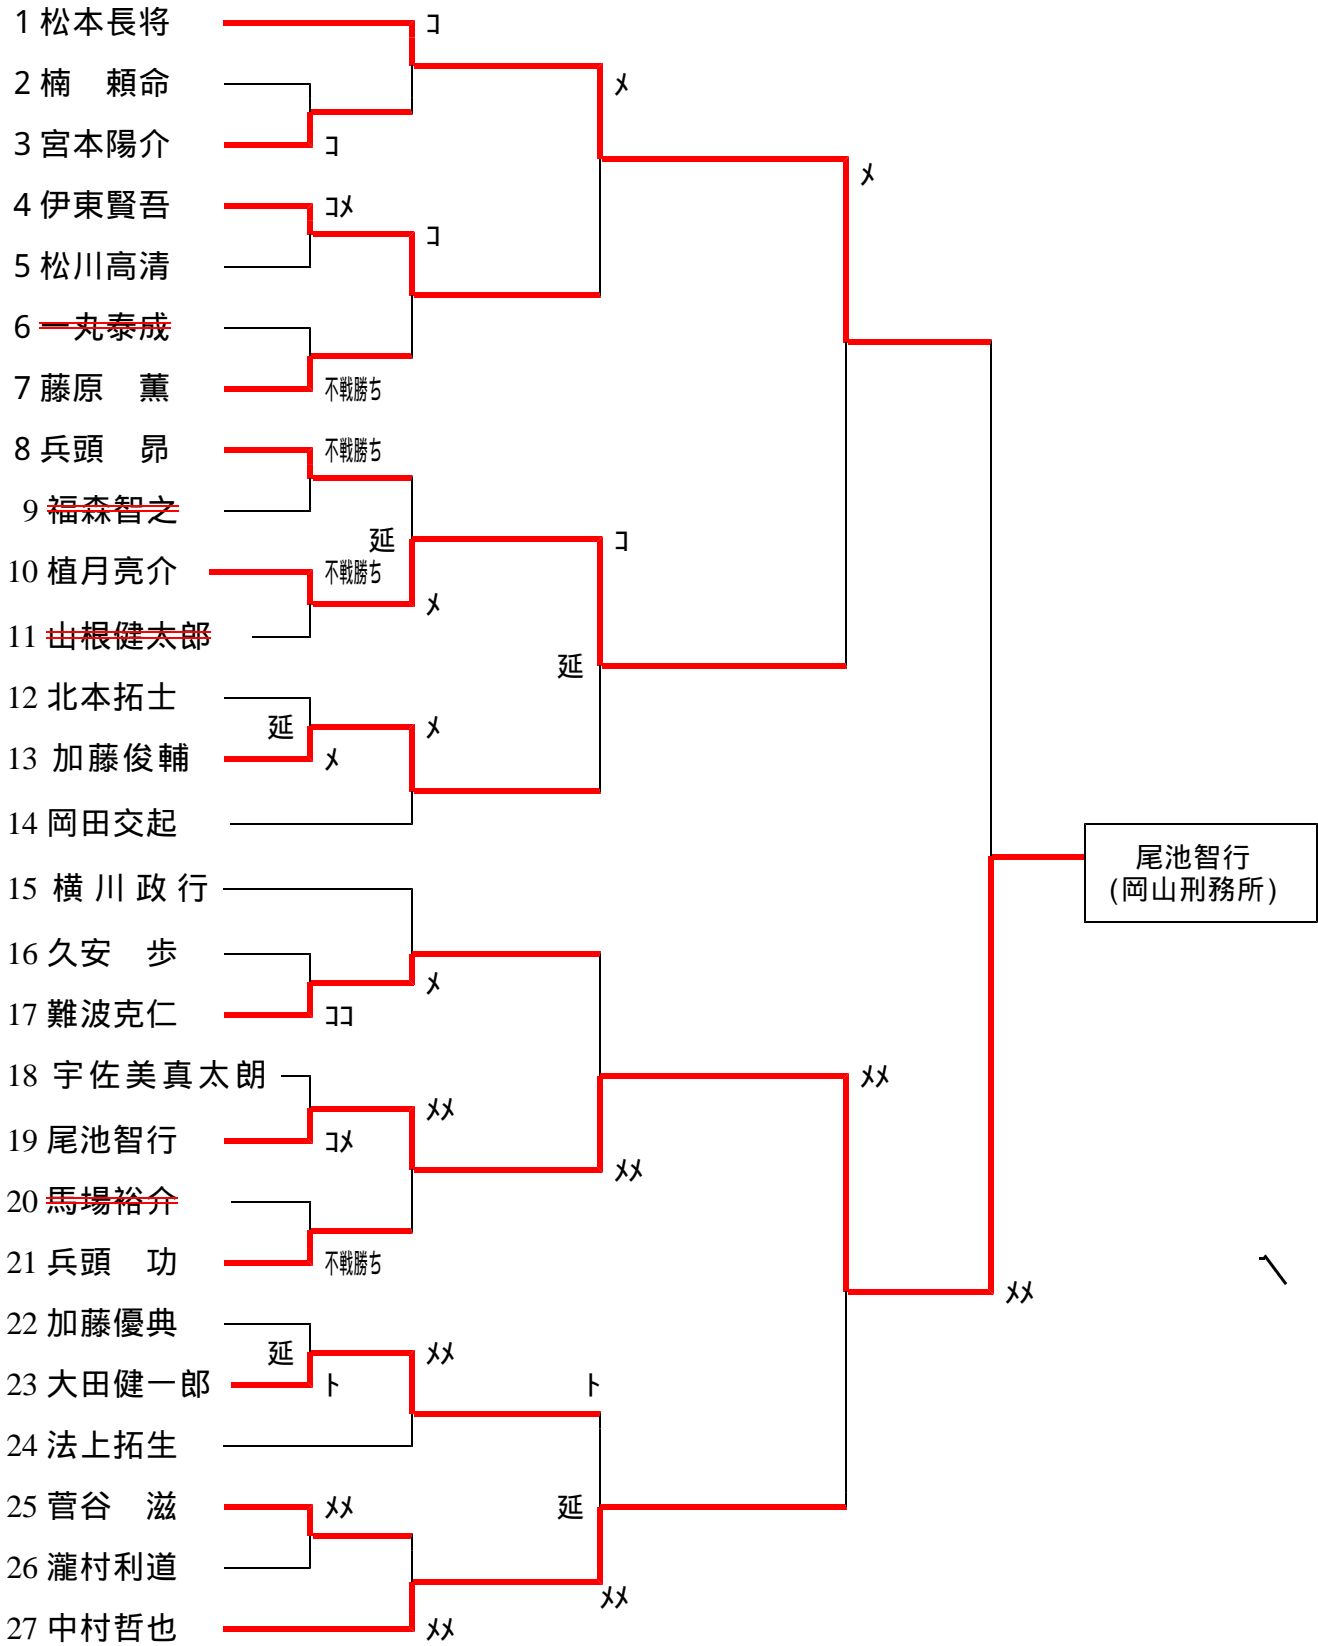 1 松本長将 ｺ
ﾒ
2 楠　頼命
3 宮本陽介 ｺ
ﾒ
4 伊東賢吾 ｺﾒ
ｺ
5 松川高清
6 一丸泰成
7 藤原　薫 不戦勝ち
8 兵頭　昴 不戦勝ち
9 福森智之
延 ｺ
10 植月亮介 不戦勝ち
ﾒ
11 山根健太郎
延
12 北本拓士
延 ﾒ
13 加藤俊輔 ﾒ
14 岡田交起
尾池智行
(岡山刑務所)
15 横川政行
16 久安　歩
ﾒ
17 難波克仁 ｺｺ
18 宇佐美真太朗 ﾒﾒ
ﾒﾒ
19 尾池智行 ｺﾒ
ﾒﾒ
20 馬場裕介
21 兵頭　功 不戦勝ち
ﾒﾒ
22 加藤優典
延 ﾒﾒ
23 大田健一郎 ﾄ ﾄ
24 法上拓生
25 菅谷　滋 ﾒﾒ 延
26 瀧村利道
ﾒﾒ
27 中村哲也 ﾒﾒ